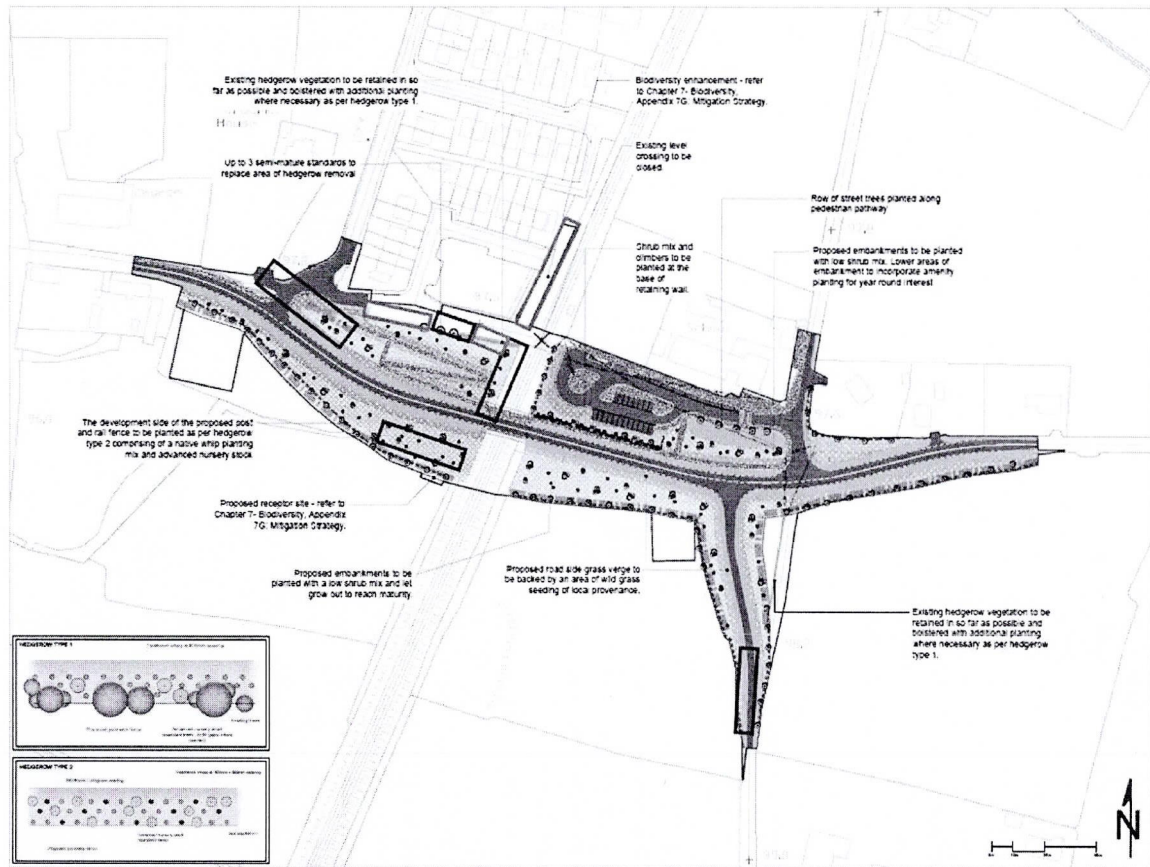 Existing hedgerow vegetation to be retained in so
far as possible and bolstered with additional planting
where necessary as per hedgerow type 1.
Biodiversity enhancement - refer
to Chapter 7- Biodiversity,
Appendix 7G: Mitigation Strategy.
Up to 3 semi-mature standards to
replace area of hedgerow removal
Existing level
crossing to be
closed
Row of street trees planted along
pedestrian pathway
Shrub mix and
climbers to be
planted at the
base of
retaining wall.
Proposed embankments to be planted
with low shrub mix. Lower areas of
embankment to incorporate amenity
planting for year round interest
The development side of the proposed post
and rail fence to be planted as per hedgerow
type 2 comprising of a native whip planting
mix and advanced nursery stock.
Proposed receptor site - refer to
Chapter 7- Biodiversity, Appendix
7G: Mitigation Strategy.
Proposed embankments to be
planted with a low shrub mix and let
grow out to reach maturity.
Proposed road side grass verge to
be backed by an area of wild grass
seeding of local provenance.
Existing hedgerow vegetation to be
retained in so far as possible and
bolstered with additional planting
where necessary as per hedgerow
type 1.
HEDGEROW TYPE 1
HEDGEROW TYPE 2
N